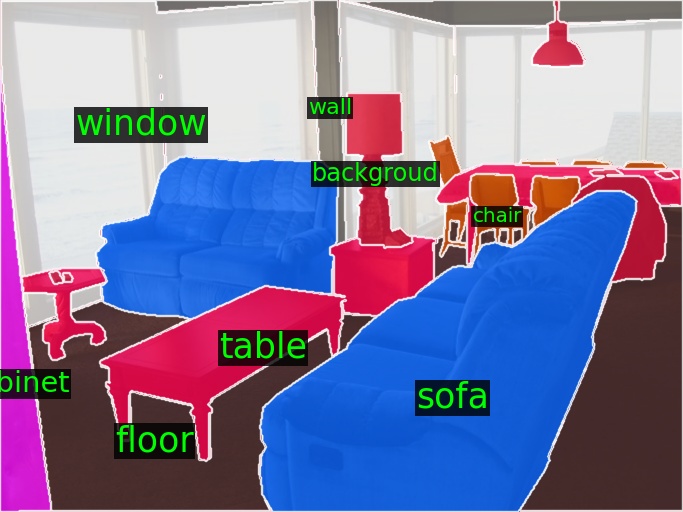 wall
window
backgroud
chair
table
binet
sofa
floor